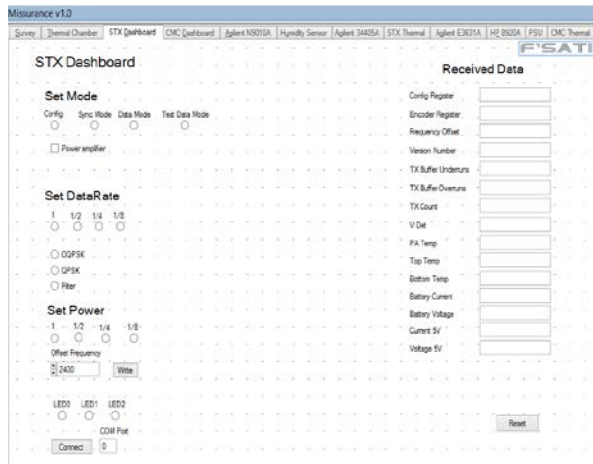 Missurance v1.0
Survey Thermal Chamber STX Dashboard CMC Dashboard Agilent N9010A Humidity Sensor Agilent 34405A STX Thermal Agilent E3631A HP 8920A PSU CMC Thermal
F'SATI
STX Dashboard
Received Data
Set Mode
Config Sync Mode Data Mode Test Data Mode
Power amplifier
Set DataRate
1 1/2 1/4 1/8
OQPSK
QPSK
Filter
Set Power
1 1/2 1/4 1/8
Offset Frequency
2400 Write
LED0 LED1 LED2
COM Port
Connect 0
Config Register
Encoder Register
Frequency Offset
Version Number
TX Buffer Underruns
TX Buffer Overruns
TX Count
V Det
PA Temp
Top Temp
Bottom Temp
Battery Current
Battery Voltage
Current 5V
Voltage 5V
Reset